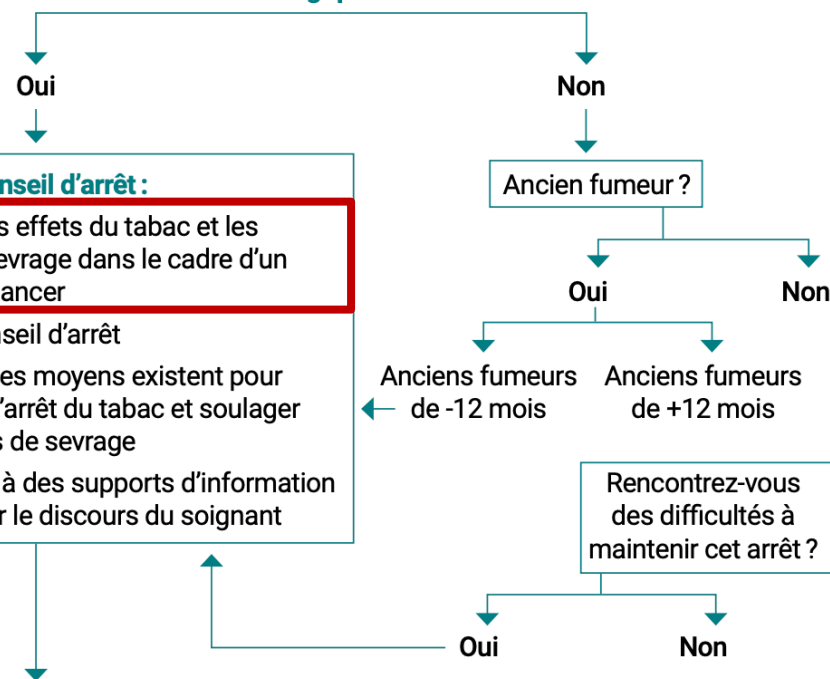 Oui
Non
nseil d'arrêt :
s effets du tabac et les
evrage dans le cadre d'un
ancer
seil d'arrêt
es moyens existent pour
'arrêt du tabac et soulager
s de sevrage
à des supports d'information
r le discours du soignant
Ancien fumeur ?
Oui
Non
Anciens fumeurs
de -12 mois
Anciens fumeurs
de +12 mois
Rencontrez-vous
des difficultés à
maintenir cet arrêt ?
Oui
Non